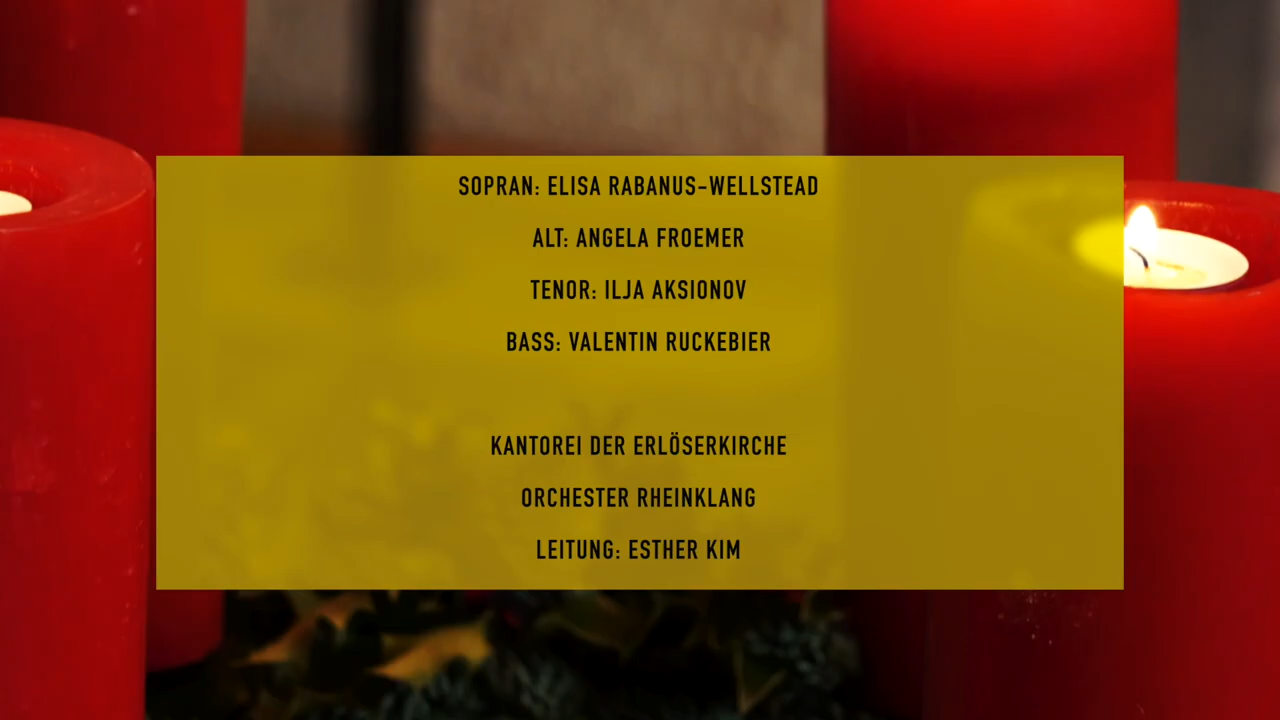 SOPRAN: ELISA RABANUS-WELLSTEAD
ALT: ANGELA FROEMER
TENOR: ILJA AKSIONOV
BASS: VALENTIN RUCKEBIER
KANTOREI DER ERLÖSERKIRCHE
ORCHESTER RHEINKLANG
LEITUNG: ESTHER KIM